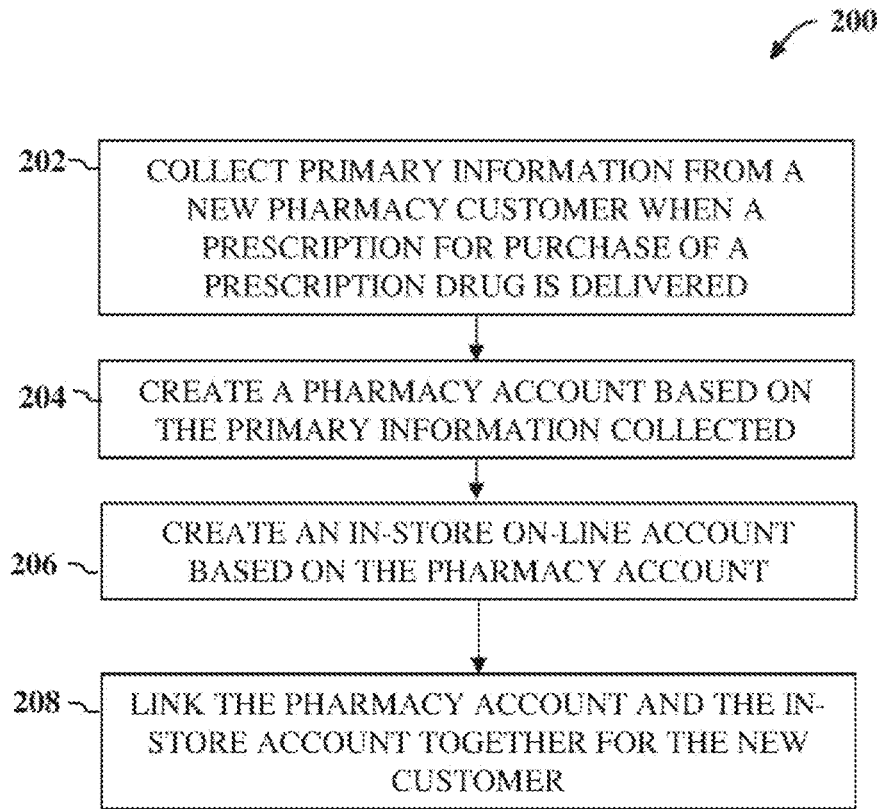 200
202
COLLECT PRIMARY INFORMATION FROM A
NEW PHARMACY CUSTOMER WHEN A
PRESCRIPTION FOR PURCHASE OF A
PRESCRIPTION DRUG IS DELIVERED
204
CREATE A PHARMACY ACCOUNT BASED ON
THE PRIMARY INFORMATION COLLECTED
206
CREATE AN IN-STORE ON-LINE ACCOUNT
BASED ON THE PHARMACY ACCOUNT
208
LINK THE PHARMACY ACCOUNT AND THE IN-
STORE ACCOUNT TOGETHER FOR THE NEW
CUSTOMER